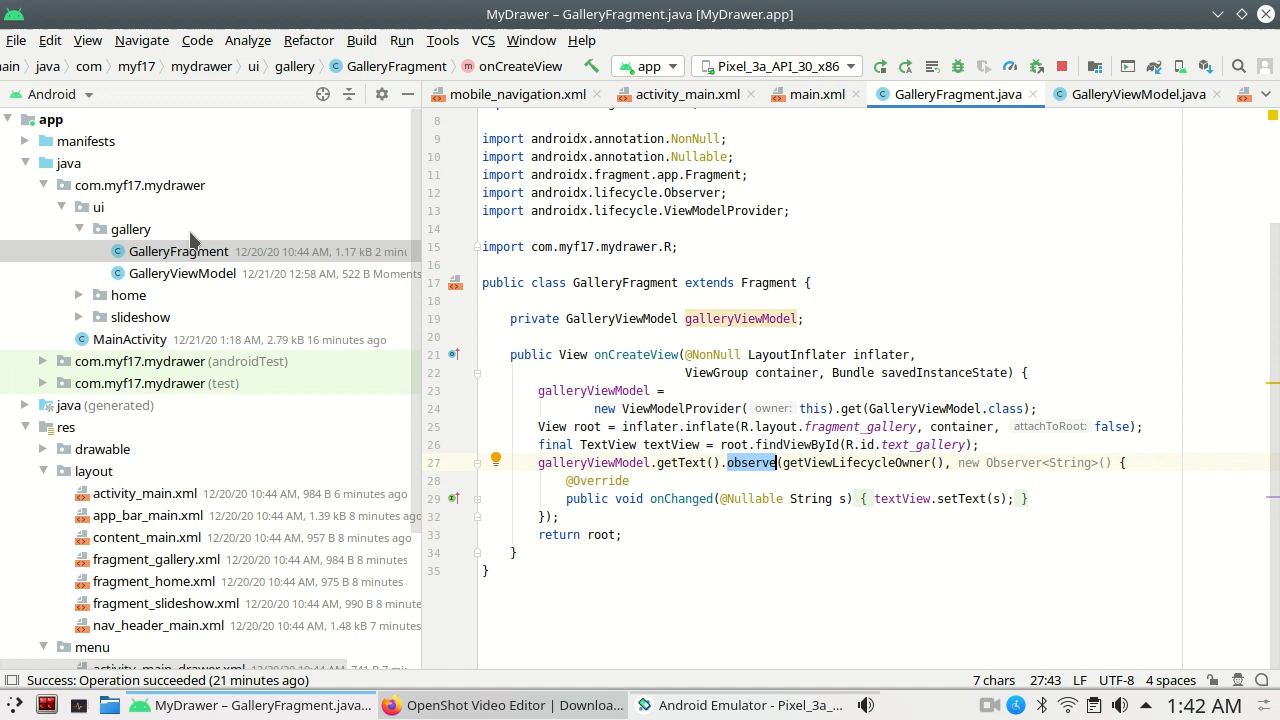 MyDrawer – GalleryFragment.java [MyDrawer.app]
File Edit View Navigate Code Analyze Refactor Build Run Tools VCS Window Help
ain java com myf17 mydrawer ui gallery GalleryFragment onCreateView app Pixel_3a_API_30_x86
Android mobile_navigation.xml activity_main.xml main.xml GalleryFragment.java GalleryViewModel.java
app
manifests
java
com.myf17.mydrawer
ui
gallery
GalleryFragment 12/20/20 10:44 AM, 1.17 kB 2 minu
GalleryViewModel 12/21/20 12:58 AM, 522 B Moments
home
slideshow
MainActivity 12/21/20 1:18 AM, 2.79 kB 16 minutes ago
com.myf17.mydrawer (androidTest)
com.myf17.mydrawer (test)
java (generated)
res
drawable
layout
activity_main.xml 12/20/20 10:44 AM, 984 B 6 minutes ago
app_bar_main.xml 12/20/20 10:44 AM, 1.39 kB 8 minutes ago
content_main.xml 12/20/20 10:44 AM, 957 B 8 minutes ago
fragment_gallery.xml 12/20/20 10:44 AM, 984 B 8 minutes
fragment_home.xml 12/20/20 10:44 AM, 975 B 8 minutes
fragment_slideshow.xml 12/20/20 10:44 AM, 990 B 8 minutes
nav_header_main.xml 12/20/20 10:44 AM, 1.48 kB 7 minutes
menu
activity_main_drawer.xml 12/20/20 10:44 AM, 741 B 7 mi
8
9 import androidx.annotation.NonNull;
10 import androidx.annotation.Nullable;
11 import androidx.fragment.app.Fragment;
12 import androidx.lifecycle.Observer;
13 import androidx.lifecycle.ViewModelProvider;
14
15 import com.myf17.mydrawer.R;
16
17 public class GalleryFragment extends Fragment {
18
19 private GalleryViewModel galleryViewModel;
20
21 public View onCreateView(@NonNull LayoutInflater inflater,
22 ViewGroup container, Bundle savedInstanceState) {
23 galleryViewModel =
24 new ViewModelProvider( owner: this).get(GalleryViewModel.class);
25 View root = inflater.inflate(R.layout.fragment_gallery, container, attachToRoot: false);
26 final TextView textView = root.findViewById(R.id.text_gallery);
27 galleryViewModel.getText().observe(getViewLifecycleOwner(), new Observer<String>() {
28 @Override
29 public void onChanged(@Nullable String s) { textView.setText(s); }
32 });
33 return root;
34 }
35 }
Success: Operation succeeded (21 minutes ago) 7 chars 27:43 LF UTF-8 4 spaces
MyDrawer – GalleryFragment.java... OpenShot Video Editor | Downloa... Android Emulator - Pixel_3a_... 1:42 AM